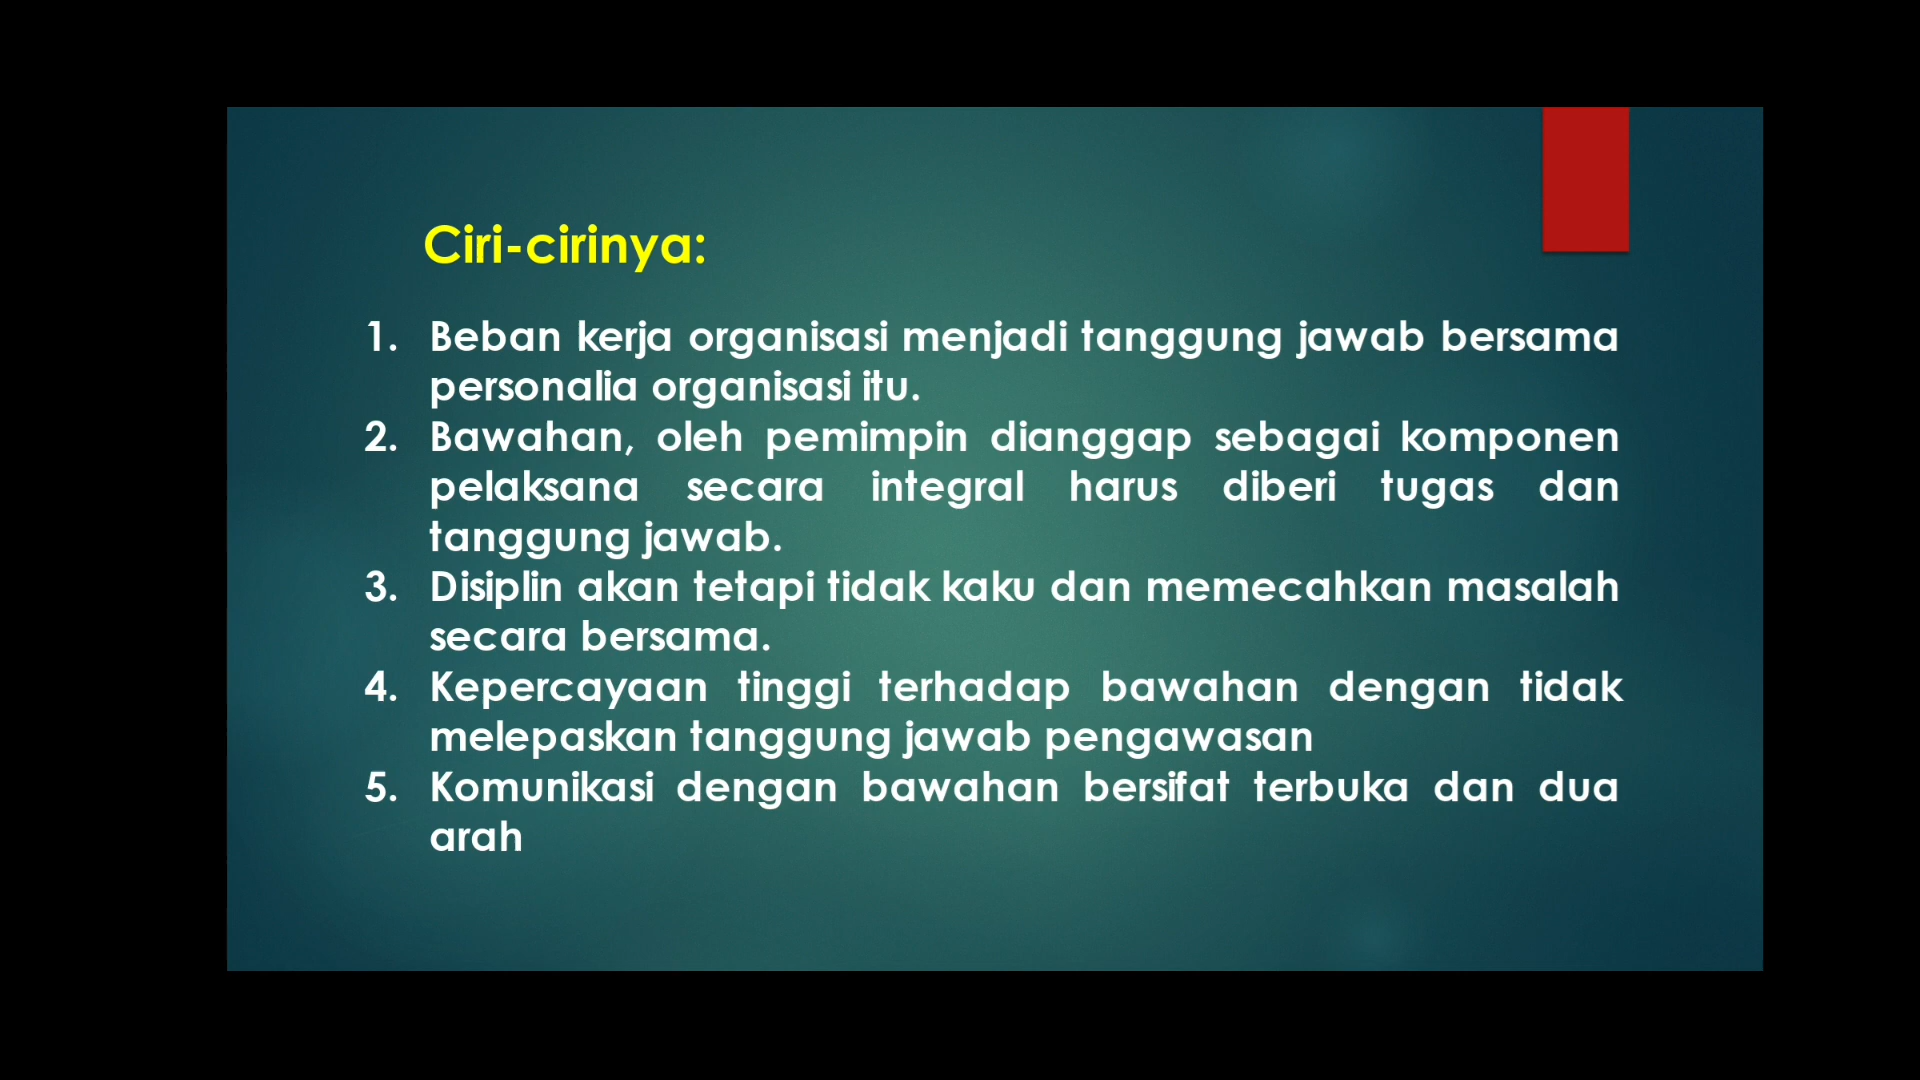 Ciri-cirinya:
1. Beban kerja organisasi menjadi tanggung jawab bersama
personalia organisasi itu.
2. Bawahan, oleh pemimpin dianggap sebagai komponen
pelaksana secara integral harus diberi tugas dan
tanggung jawab.
3. Disiplin akan tetapi tidak kaku dan memecahkan masalah
secara bersama.
4. Kepercayaan tinggi terhadap bawahan dengan tidak
melepaskan tanggung jawab pengawasan
5. Komunikasi dengan bawahan bersifat terbuka dan dua
arah